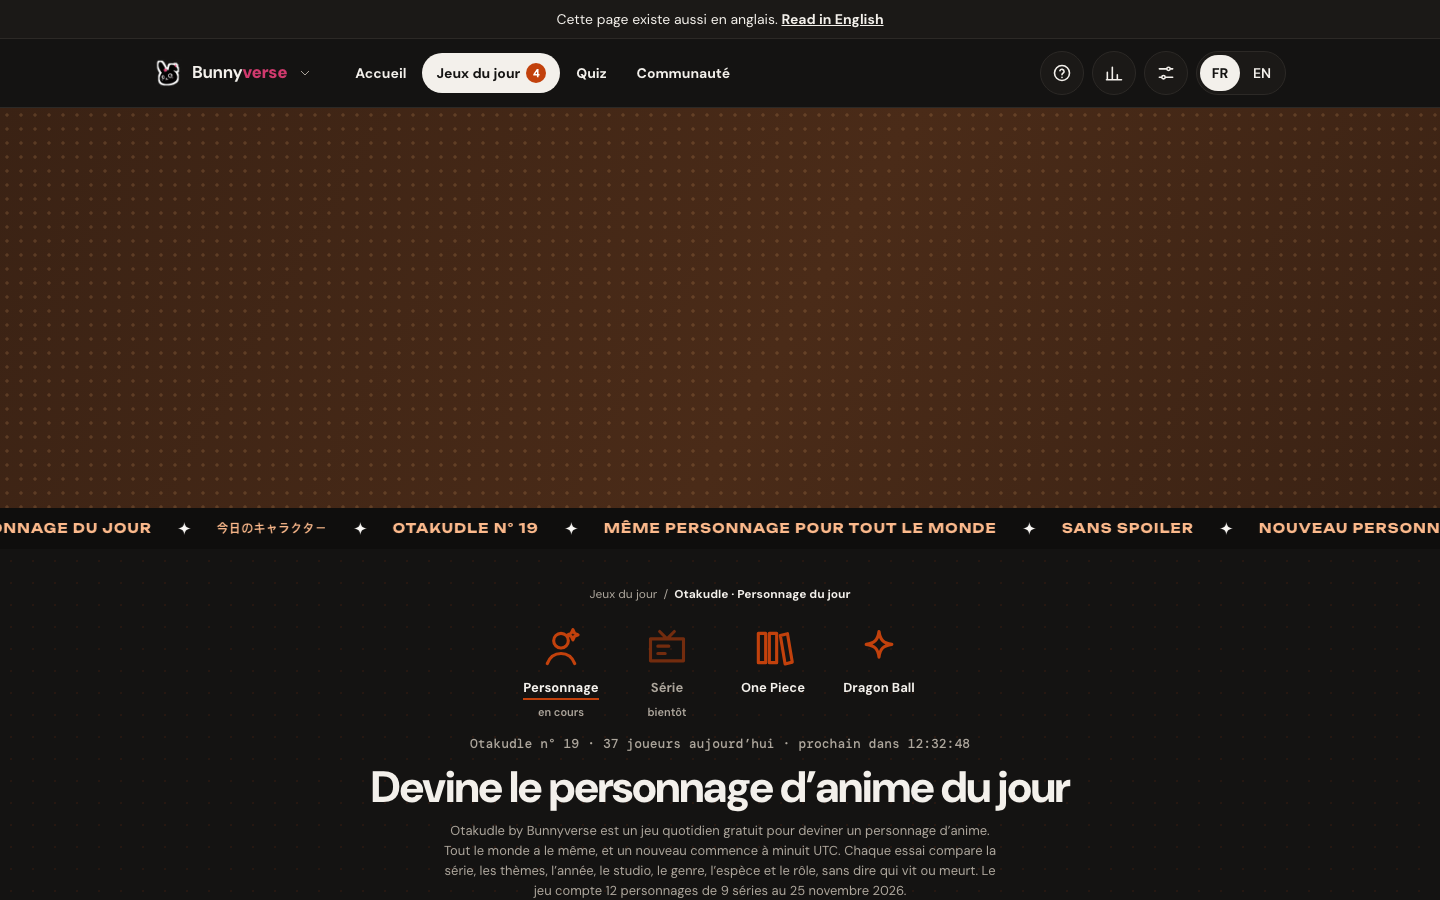 Cette page existe aussi en anglais. Read in English
Bunnyverse
Accueil
Jeux du jour 4
Quiz
Communauté
FR
EN
ONNAGE DU JOUR ✦ 今日のキャラクター ✦ OTAKUDLE N° 19 ✦ MÊME PERSONNAGE POUR TOUT LE MONDE ✦ SANS SPOILER ✦ NOUVEAU PERSONN
Jeux du jour / Otakudle · Personnage du jour
Personnage
en cours
Série
bientôt
One Piece
Dragon Ball
Otakudle n° 19 · 37 joueurs aujourd’hui · prochain dans 12:32:48
Devine le personnage d’anime du jour
Otakudle by Bunnyverse est un jeu quotidien gratuit pour deviner un personnage d’anime.
Tout le monde a le même, et un nouveau commence à minuit UTC. Chaque essai compare la
série, les thèmes, l’année, le studio, le genre, l’espèce et le rôle, sans dire qui vit ou meurt. Le
jeu compte 12 personnages de 9 séries au 25 novembre 2026.